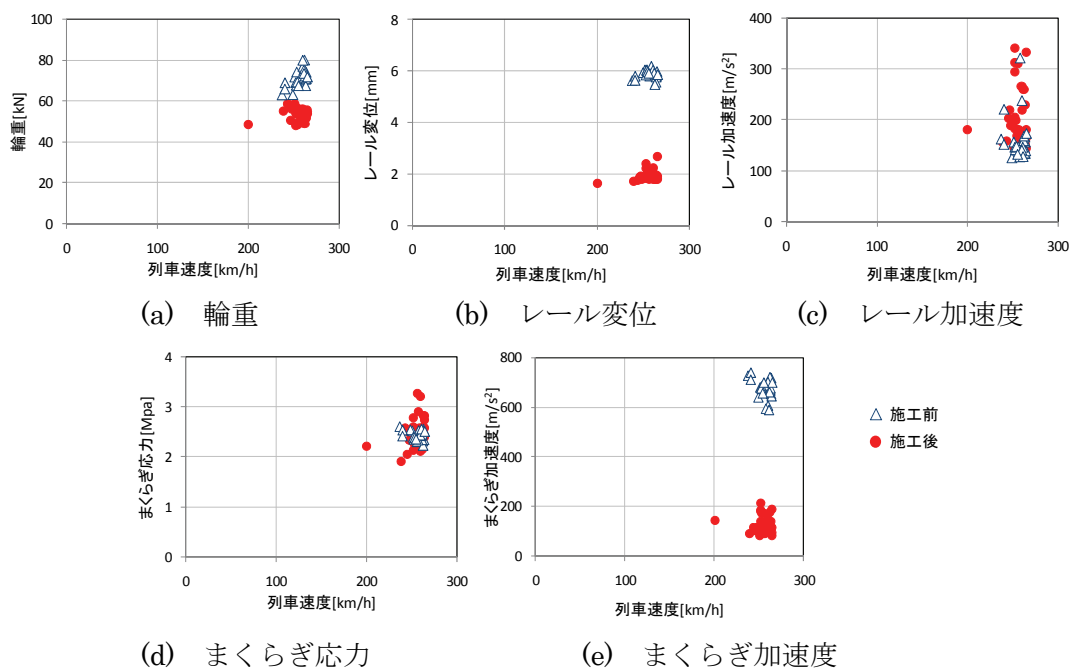 100
80
60
40
20
0
0
100
200
300
輪重[kN]
列車速度[km/h]
(a) 輪重
8
6
4
2
0
0
100
200
300
レール変位[mm]
列車速度[km/h]
(b) レール変位
400
300
200
100
0
0
100
200
300
レール加速度[m/s²]
列車速度[km/h]
(c) レール加速度
4
3
2
1
0
0
100
200
300
まくらぎ応力[Mpa]
列車速度[km/h]
(d) まくらぎ応力
800
600
400
200
0
0
100
200
300
まくらぎ加速度[m/s²]
列車速度[km/h]
(e) まくらぎ加速度
施工前
施工後